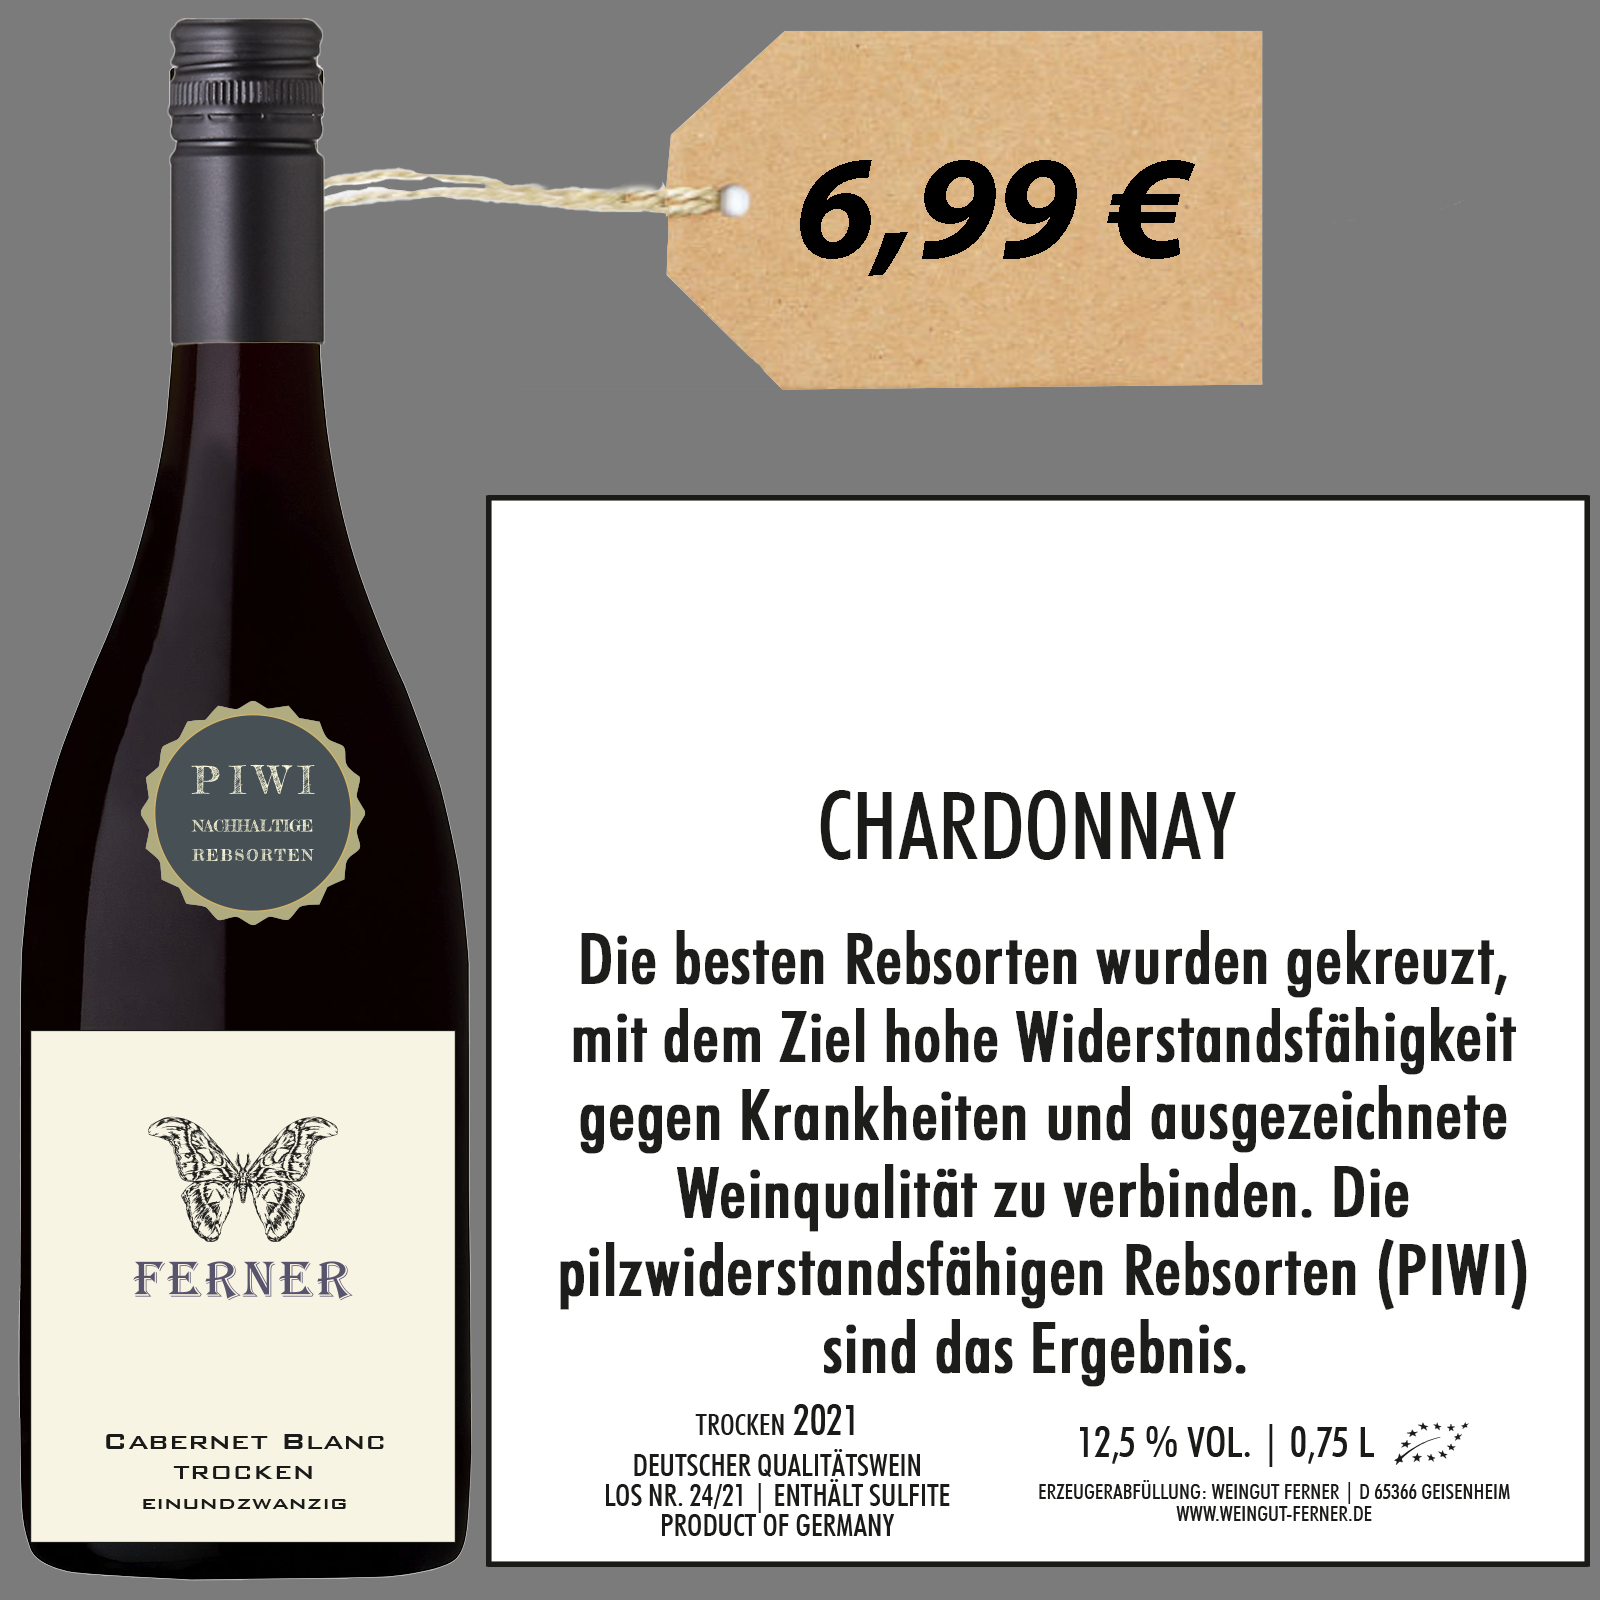 6,99 €
PIWI
NACHHALTIGE
REBSORTEN
FERNER
CABERNET BLANC
TROCKEN
EINUNDZWANZIG
CHARDONNAY
Die besten Rebsorten wurden gekreuzt,
mit dem Ziel hohe Widerstandsfähigkeit
gegen Krankheiten und ausgezeichnete
Weinqualität zu verbinden. Die
pilzwiderstandsfähigen Rebsorten (PIWI)
sind das Ergebnis.
TROCKEN 2021
DEUTSCHER QUALITÄTSWEIN
LOS NR. 24/21 | ENTHÄLT SULFITE
PRODUCT OF GERMANY
12,5 % VOL. | 0,75 L
ERZEUGERABFÜLLUNG: WEINGUT FERNER | D 65366 GEISENHEIM
WWW.WEINGUT-FERNER.DE